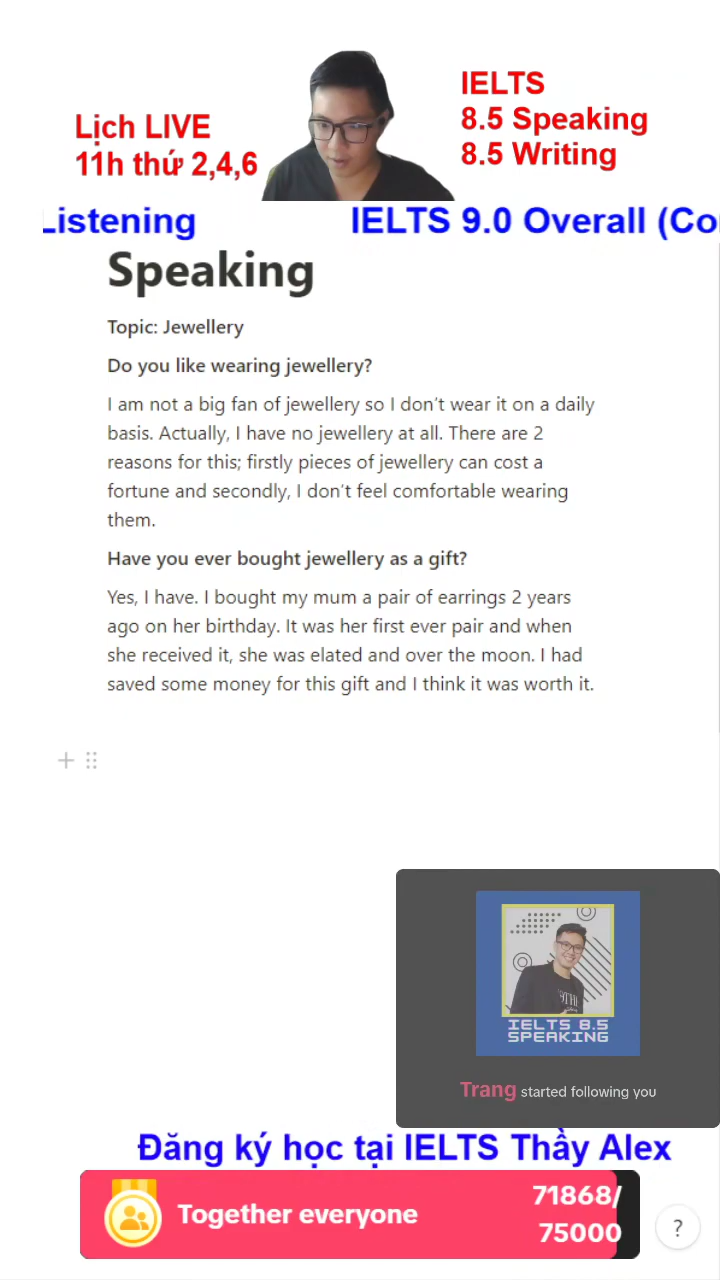 Lịch LIVE
11h thứ 2,4,6
IELTS
8.5 Speaking
8.5 Writing
Listening IELTS 9.0 Overall (Co
Speaking
Topic: Jewellery
Do you like wearing jewellery?
I am not a big fan of jewellery so I don't wear it on a daily
basis. Actually, I have no jewellery at all. There are 2
reasons for this; firstly pieces of jewellery can cost a
fortune and secondly, I don't feel comfortable wearing
them.
Have you ever bought jewellery as a gift?
Yes, I have. I bought my mum a pair of earrings 2 years
ago on her birthday. It was her first ever pair and when
she received it, she was elated and over the moon. I had
saved some money for this gift and I think it was worth it.
IELTS 8.5
SPEAKING
Trang started following you
Đăng ký học tại IELTS Thầy Alex
Together everyone
71868/
75000
?